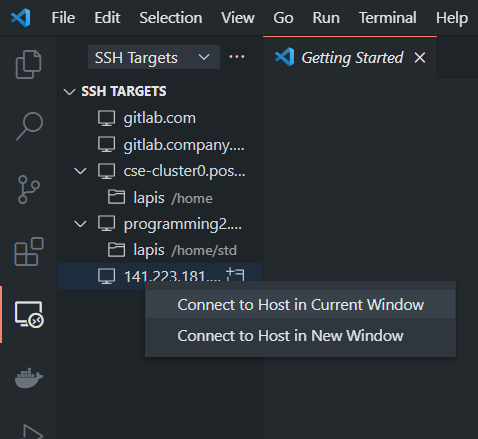 File Edit Selection View Go Run Terminal Help
SSH Targets ...
Getting Started
SSH TARGETS
gitlab.com
gitlab.company....
cse-cluster0.pos...
lapis /home
programming2....
lapis /home/std
141.223.181....
Connect to Host in Current Window
Connect to Host in New Window